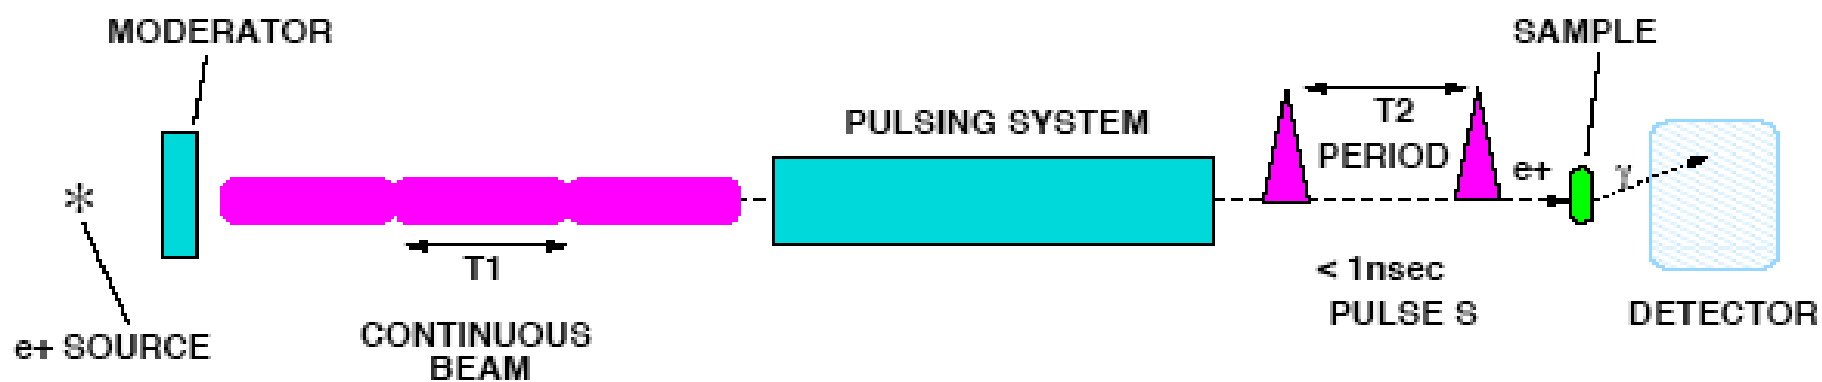 MODERATOR
SAMPLE
PULSING SYSTEM
T2
PERIOD
e+
γ
*
T1
< 1nsec
PULSE S
DETECTOR
e+ SOURCE
CONTINUOUS
BEAM